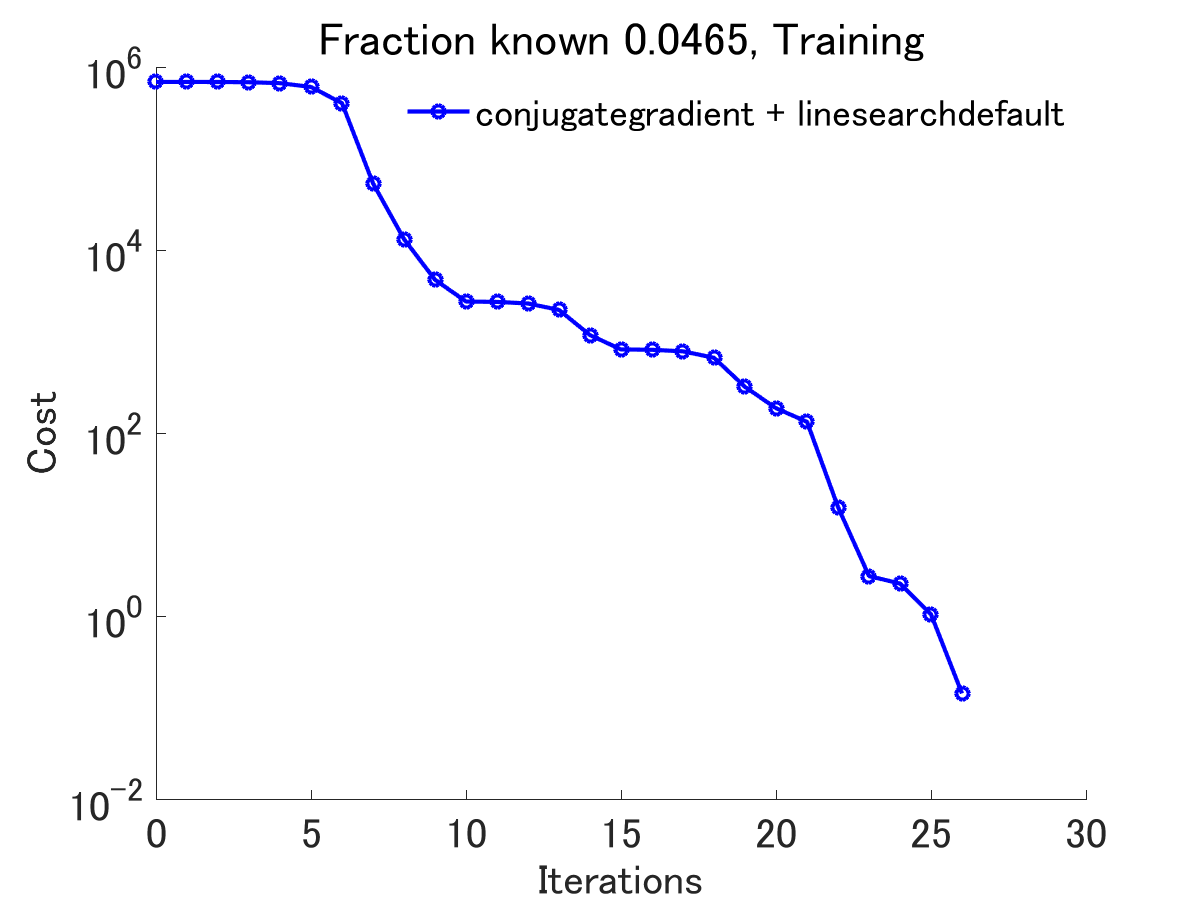 Fraction known 0.0465, Training
conjugategradient + linesearchdefault
10^6
10^4
10^2
10^0
10^-2
Cost
0 5 10 15 20 25 30
Iterations